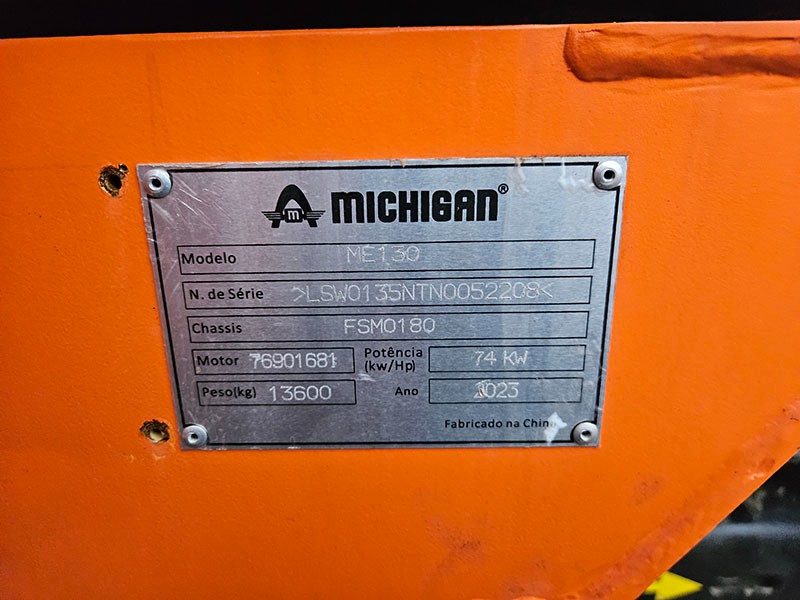 m MICHIGAN®
Modelo ME130
N. de Série >LSW0135NTN0052208<
Chassis FSM0180
Motor 76901681 Potência (kw/Hp) 74 KW
Peso(kg) 13600 Ano 2023
Fabricado na China